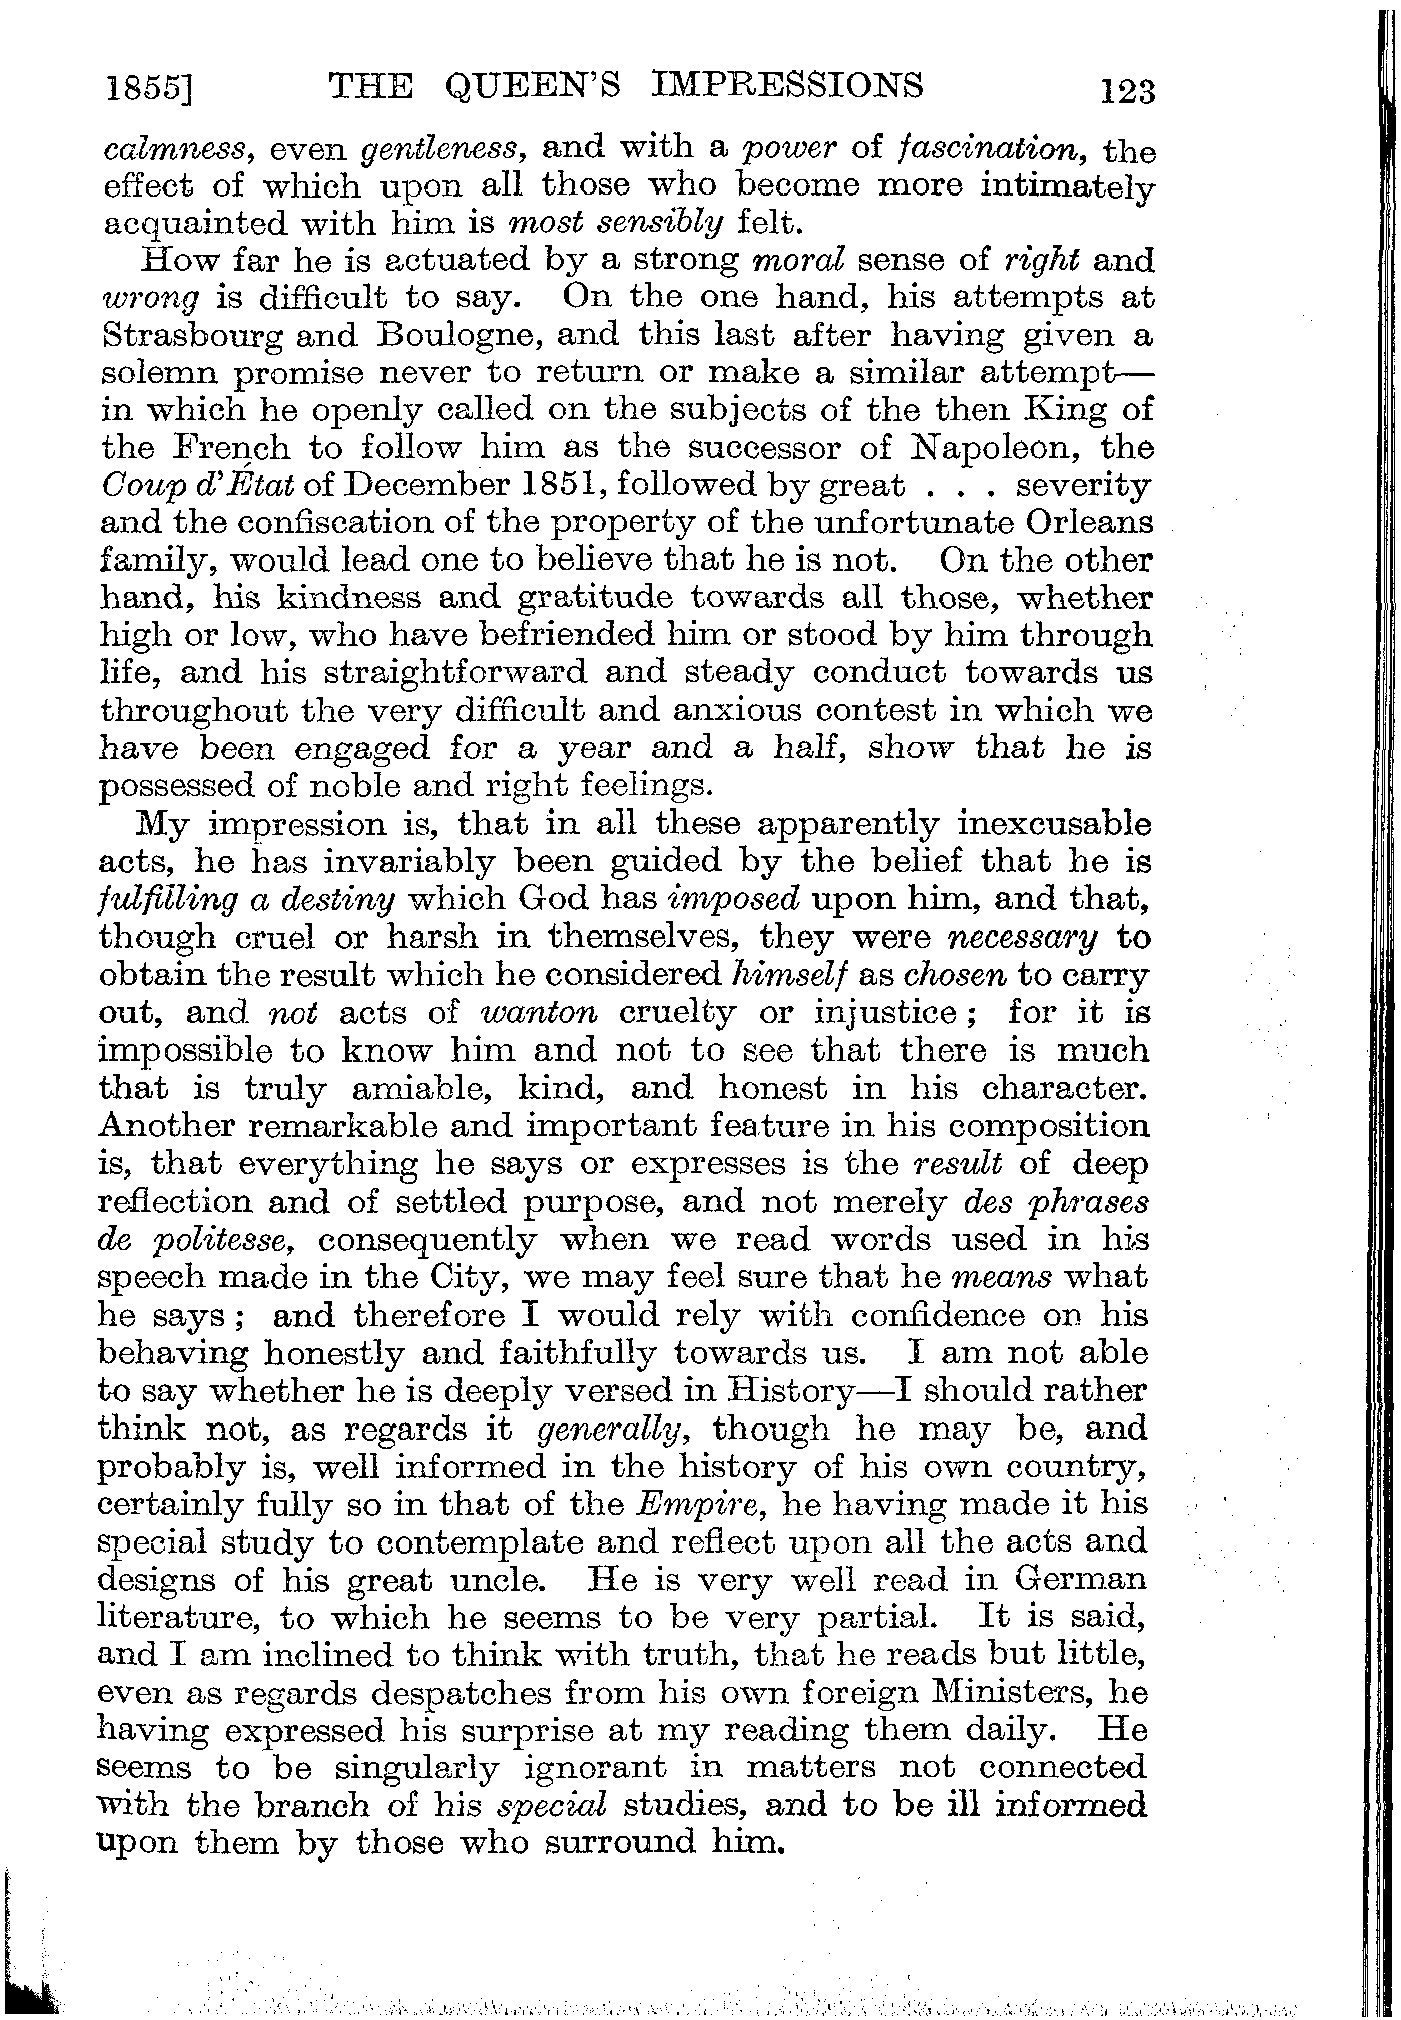 1855] THE QUEEN'S IMPRESSIONS 123
calmness, even gentleness, and with a power of fascination, the
effect of which upon all those who become more intimately
acquainted with him is most sensibly felt.
How far he is actuated by a strong moral sense of right and
wrong is difficult to say. On the one hand, his attempts at
Strasbourg and Boulogne, and this last after having given a
solemn promise never to return or make a similar attempt—
in which he openly called on the subjects of the then King of
the French to follow him as the successor of Napoleon, the
Coup d'État of December 1851, followed by great . . . severity
and the confiscation of the property of the unfortunate Orleans
family, would lead one to believe that he is not. On the other
hand, his kindness and gratitude towards all those, whether
high or low, who have befriended him or stood by him through
life, and his straightforward and steady conduct towards us
throughout the very difficult and anxious contest in which we
have been engaged for a year and a half, show that he is
possessed of noble and right feelings.
My impression is, that in all these apparently inexcusable
acts, he has invariably been guided by the belief that he is
fulfilling a destiny which God has imposed upon him, and that,
though cruel or harsh in themselves, they were necessary to
obtain the result which he considered himself as chosen to carry
out, and not acts of wanton cruelty or injustice; for it is
impossible to know him and not to see that there is much
that is truly amiable, kind, and honest in his character.
Another remarkable and important feature in his composition
is, that everything he says or expresses is the result of deep
reflection and of settled purpose, and not merely des phrases
de politesse, consequently when we read words used in his
speech made in the City, we may feel sure that he means what
he says; and therefore I would rely with confidence on his
behaving honestly and faithfully towards us. I am not able
to say whether he is deeply versed in History—I should rather
think not, as regards it generally, though he may be, and
probably is, well informed in the history of his own country,
certainly fully so in that of the Empire, he having made it his
special study to contemplate and reflect upon all the acts and
designs of his great uncle. He is very well read in German
literature, to which he seems to be very partial. It is said,
and I am inclined to think with truth, that he reads but little,
even as regards despatches from his own foreign Ministers, he
having expressed his surprise at my reading them daily. He
seems to be singularly ignorant in matters not connected
with the branch of his special studies, and to be ill informed
upon them by those who surround him.